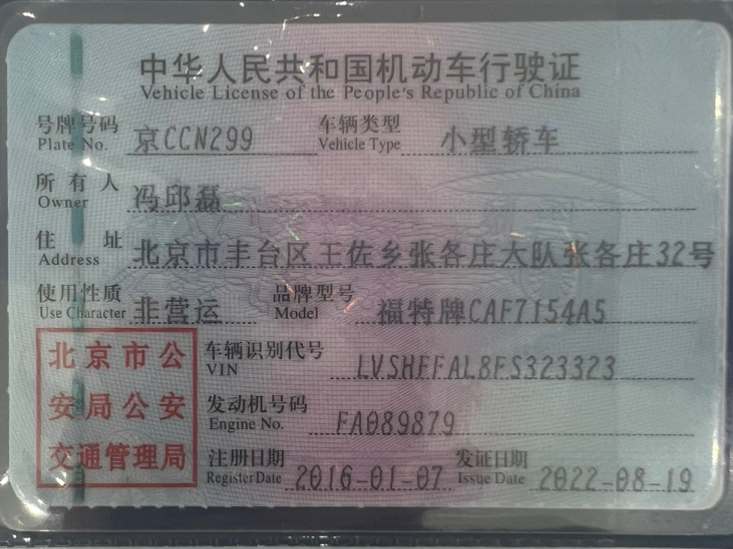 中华人民共和国机动车行驶证
Vehicle License of the People's Republic of China
号牌号码 京CCN299 车辆类型 小型轿车
Plate No. Vehicle Type
所有人 冯邱磊
Owner
住址 北京市丰台区王佐乡张各庄大队张各庄32号
Address
使用性质 非营运 品牌型号 福特牌CAF7154A5
Use Character Model
北京市公安局公安交通管理局
车辆识别代号 LVSHFFAL8FS323323
VIN
发动机号码 FA089879
Engine No.
注册日期 2016-01-07 发证日期 2022-08-19
Register Date Issue Date